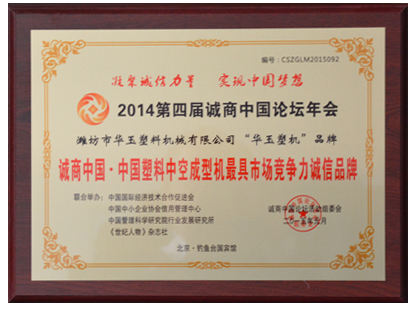 编号：CSZGLM2015092
凝聚诚信力量 实现中国梦想
2014第四届诚商中国论坛年会
潍坊市华玉塑料机械有限公司“华玉塑机”品牌
诚商中国·中国塑料中空成型机最具市场竞争力诚信品牌
联合举办：中国国际经济技术合作促进会
中国中小企业协会信用管理中心
中国管理科学研究院行业发展研究所
《世纪人物》杂志社
诚商中国论坛活动组委会
二〇一五年 月
北京·钓鱼台国宾馆